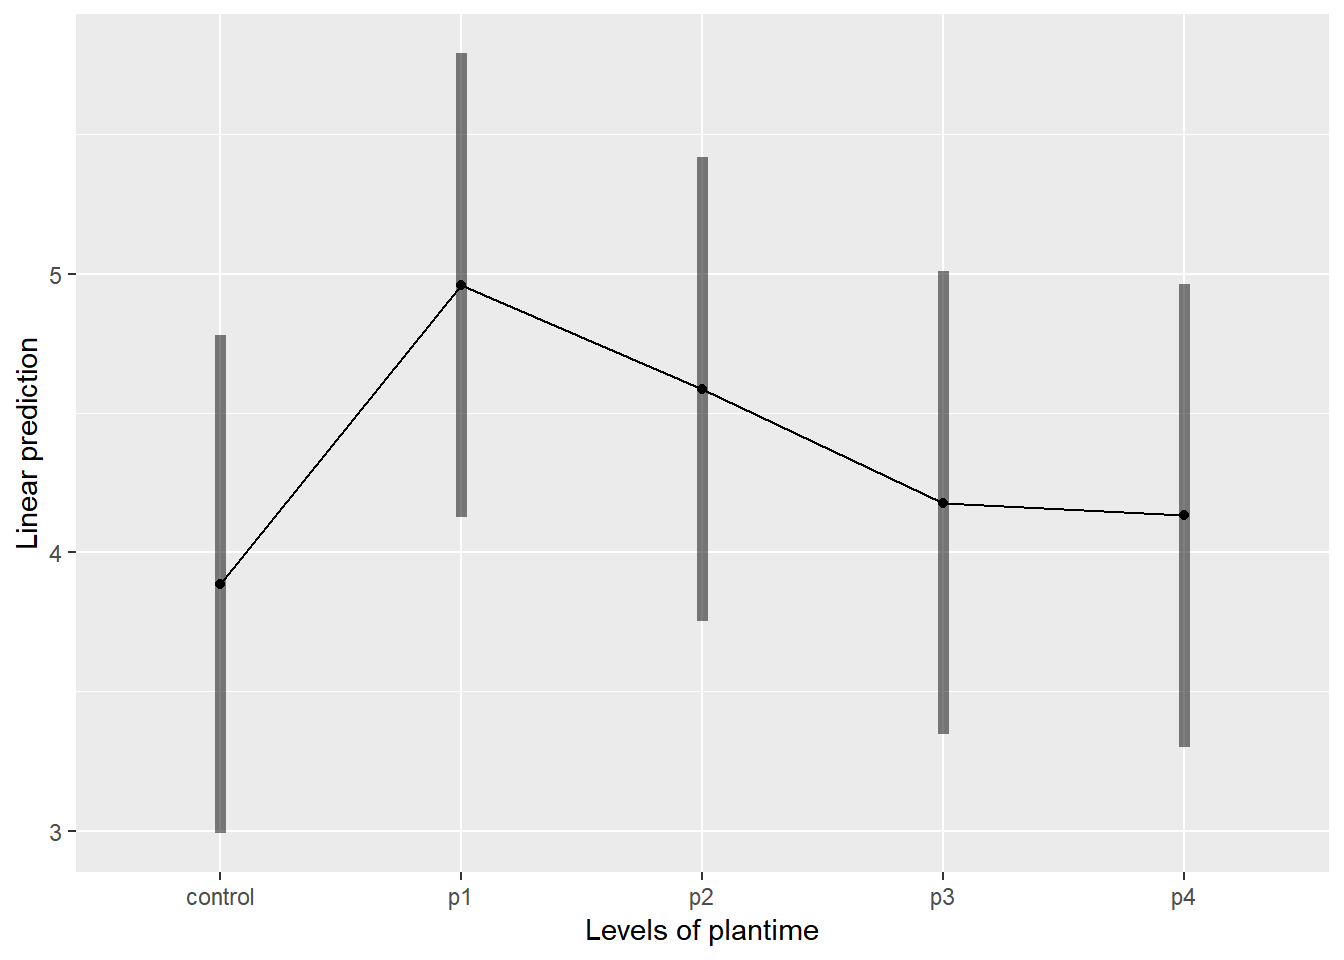 Linear prediction
5
4
3
control p1 p2 p3 p4
Levels of plantime